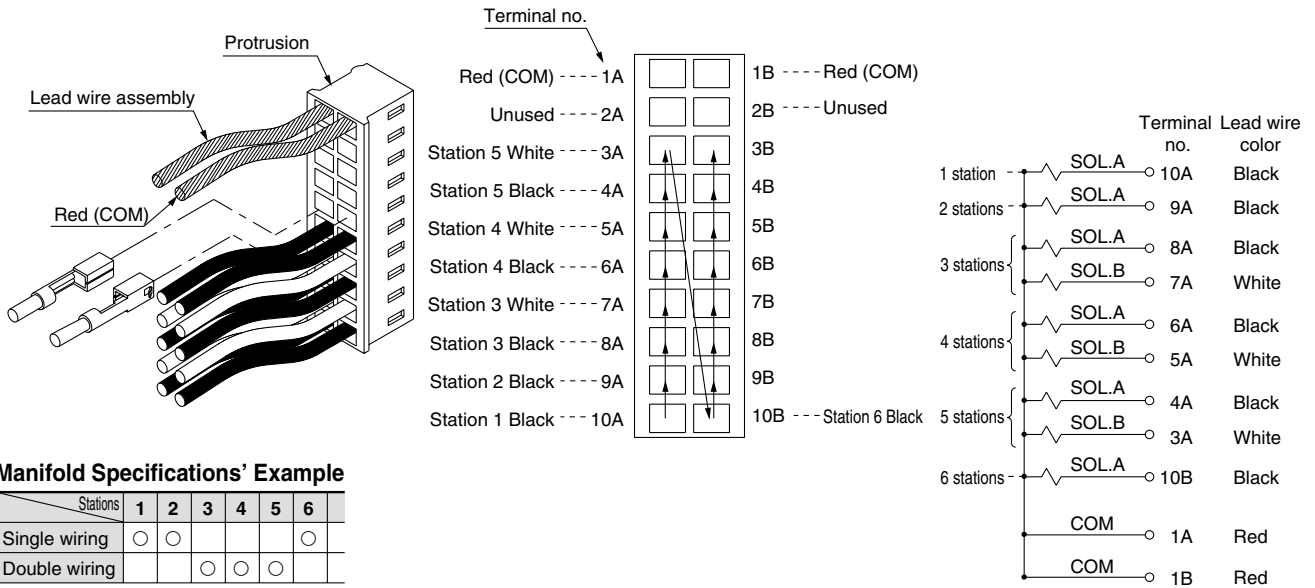 Terminal no.
Protrusion
Lead wire assembly
Red (COM)
Red (COM) 1A
1B Red (COM)
Unused 2A
2B Unused
Station 5 White 3A
3B
Station 5 Black 4A
4B
Station 4 White 5A
5B
Station 4 Black 6A
6B
Station 3 White 7A
7B
Station 3 Black 8A
8B
Station 2 Black 9A
9B
Station 1 Black 10A
10B Station 6 Black
Terminal no. Lead wire color
1 station SOL.A 10A Black
2 stations SOL.A 9A Black
3 stations SOL.A 8A Black
SOL.B 7A White
4 stations SOL.A 6A Black
SOL.B 5A White
5 stations SOL.A 4A Black
SOL.B 3A White
6 stations SOL.A 10B Black
COM 1A Red
COM 1B Red
Manifold Specifications' Example
Stations 1 2 3 4 5 6
Single wiring ○ ○ ○
Double wiring ○ ○ ○